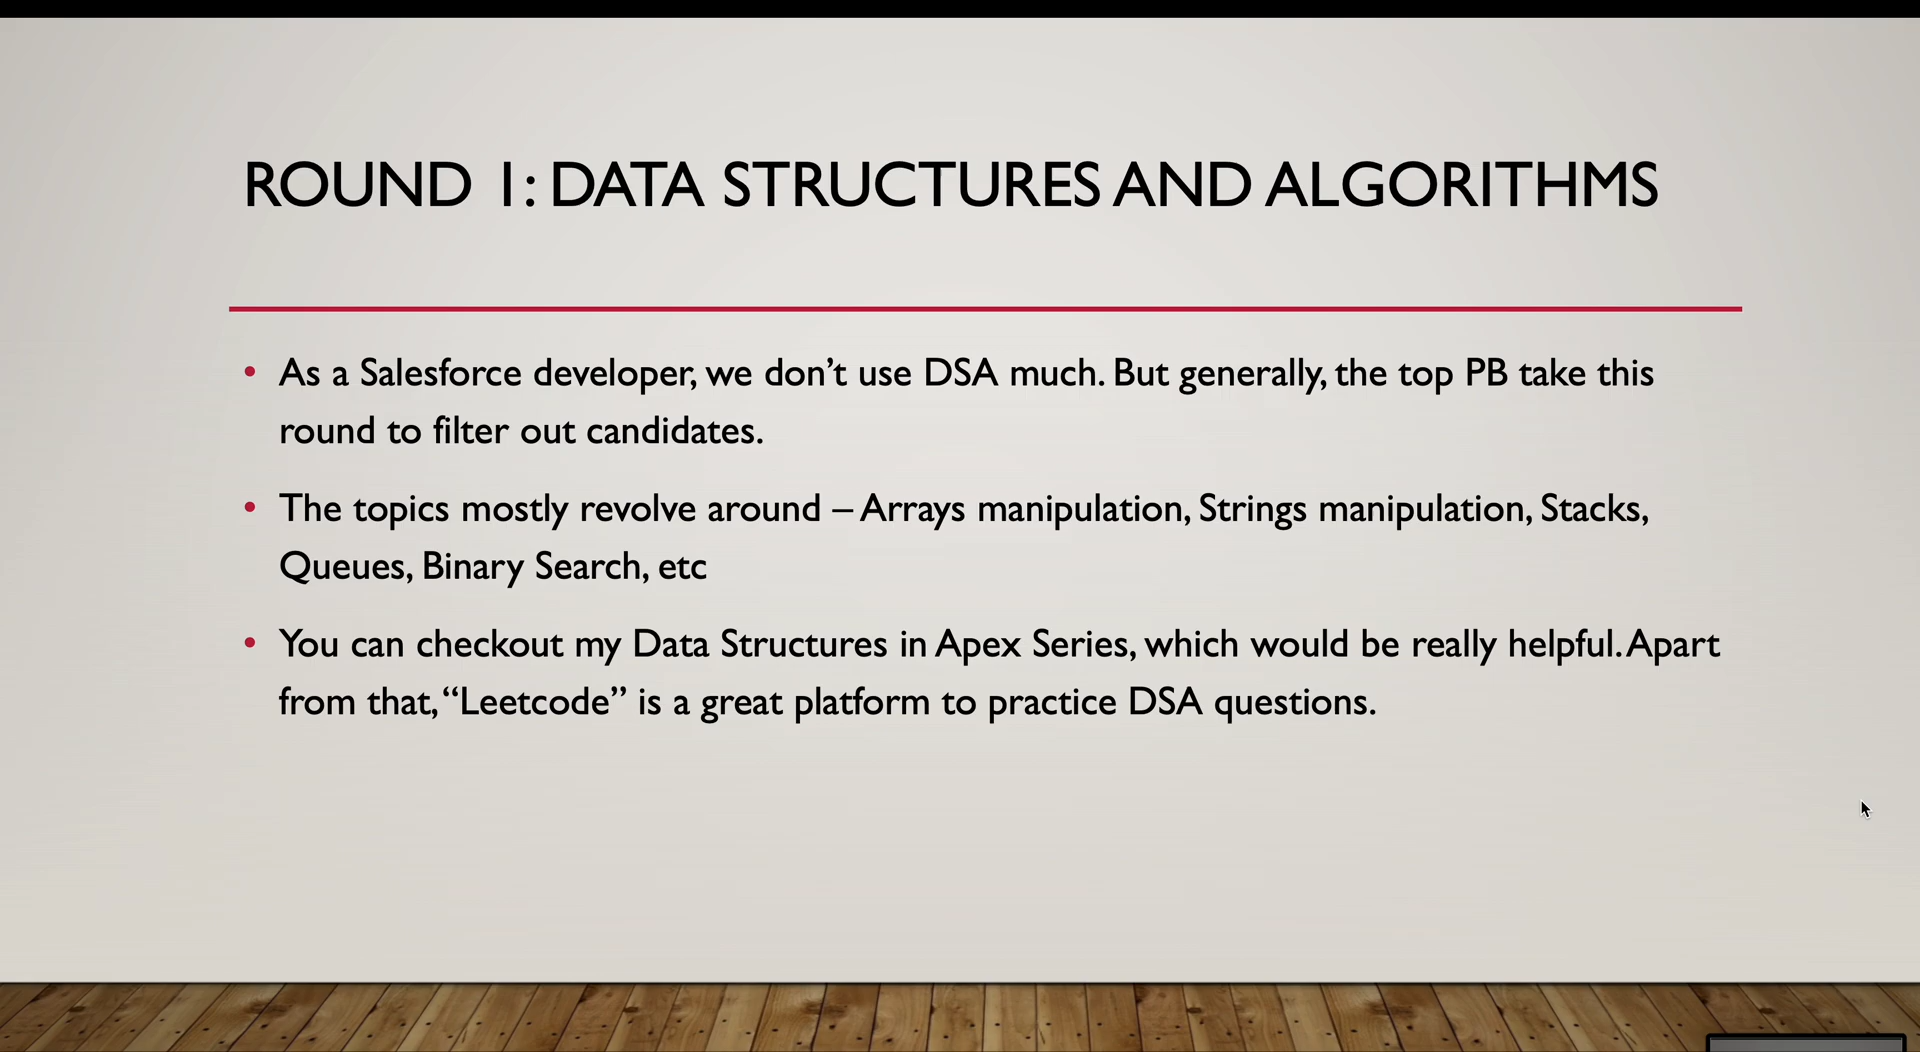 ROUND 1: DATA STRUCTURES AND ALGORITHMS
• As a Salesforce developer, we don’t use DSA much. But generally, the top PB take this
round to filter out candidates.
• The topics mostly revolve around – Arrays manipulation, Strings manipulation, Stacks,
Queues, Binary Search, etc
• You can checkout my Data Structures in Apex Series, which would be really helpful. Apart
from that, “Leetcode” is a great platform to practice DSA questions.